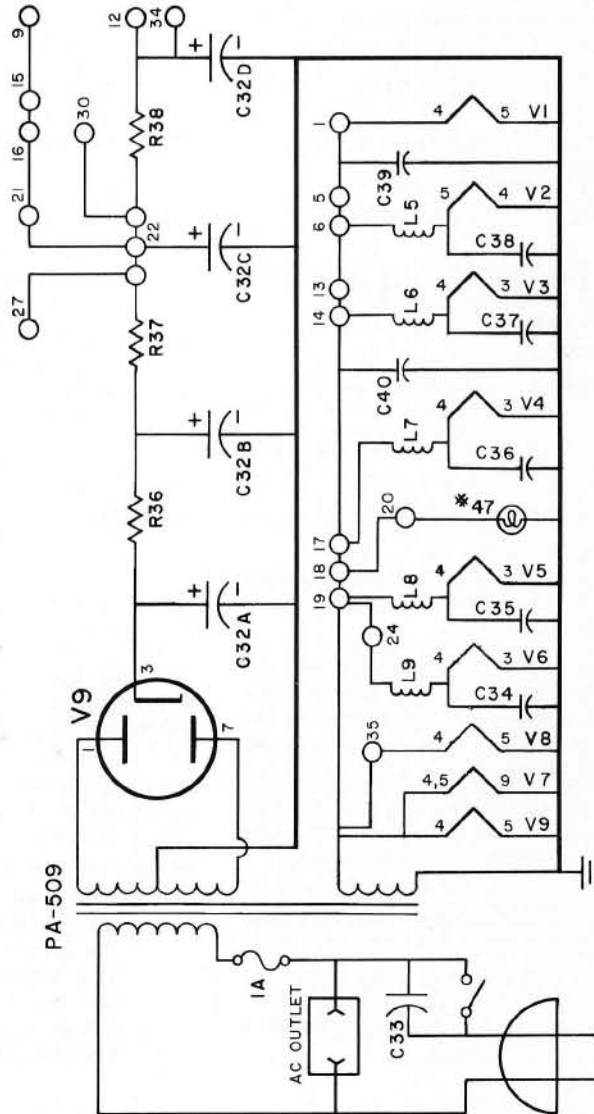 PA-509
V9
1
7
3
R36
R37
R38
27
22
21
16
15
9
30
12
34
+
−
C32A
+
−
C32B
+
−
C32C
+
−
C32D
1A
AC OUTLET
C33
19
18
17
14
13
6
5
1
35
24
20
4
5
V9
4,5
9
V7
4
5
V8
L9
4
3
V6
C34
L8
4
3
V5
C35
*47
L7
4
3
V4
C36
C40
L6
4
3
V3
C37
L5
5
4
V2
C38
C39
4
5
V1